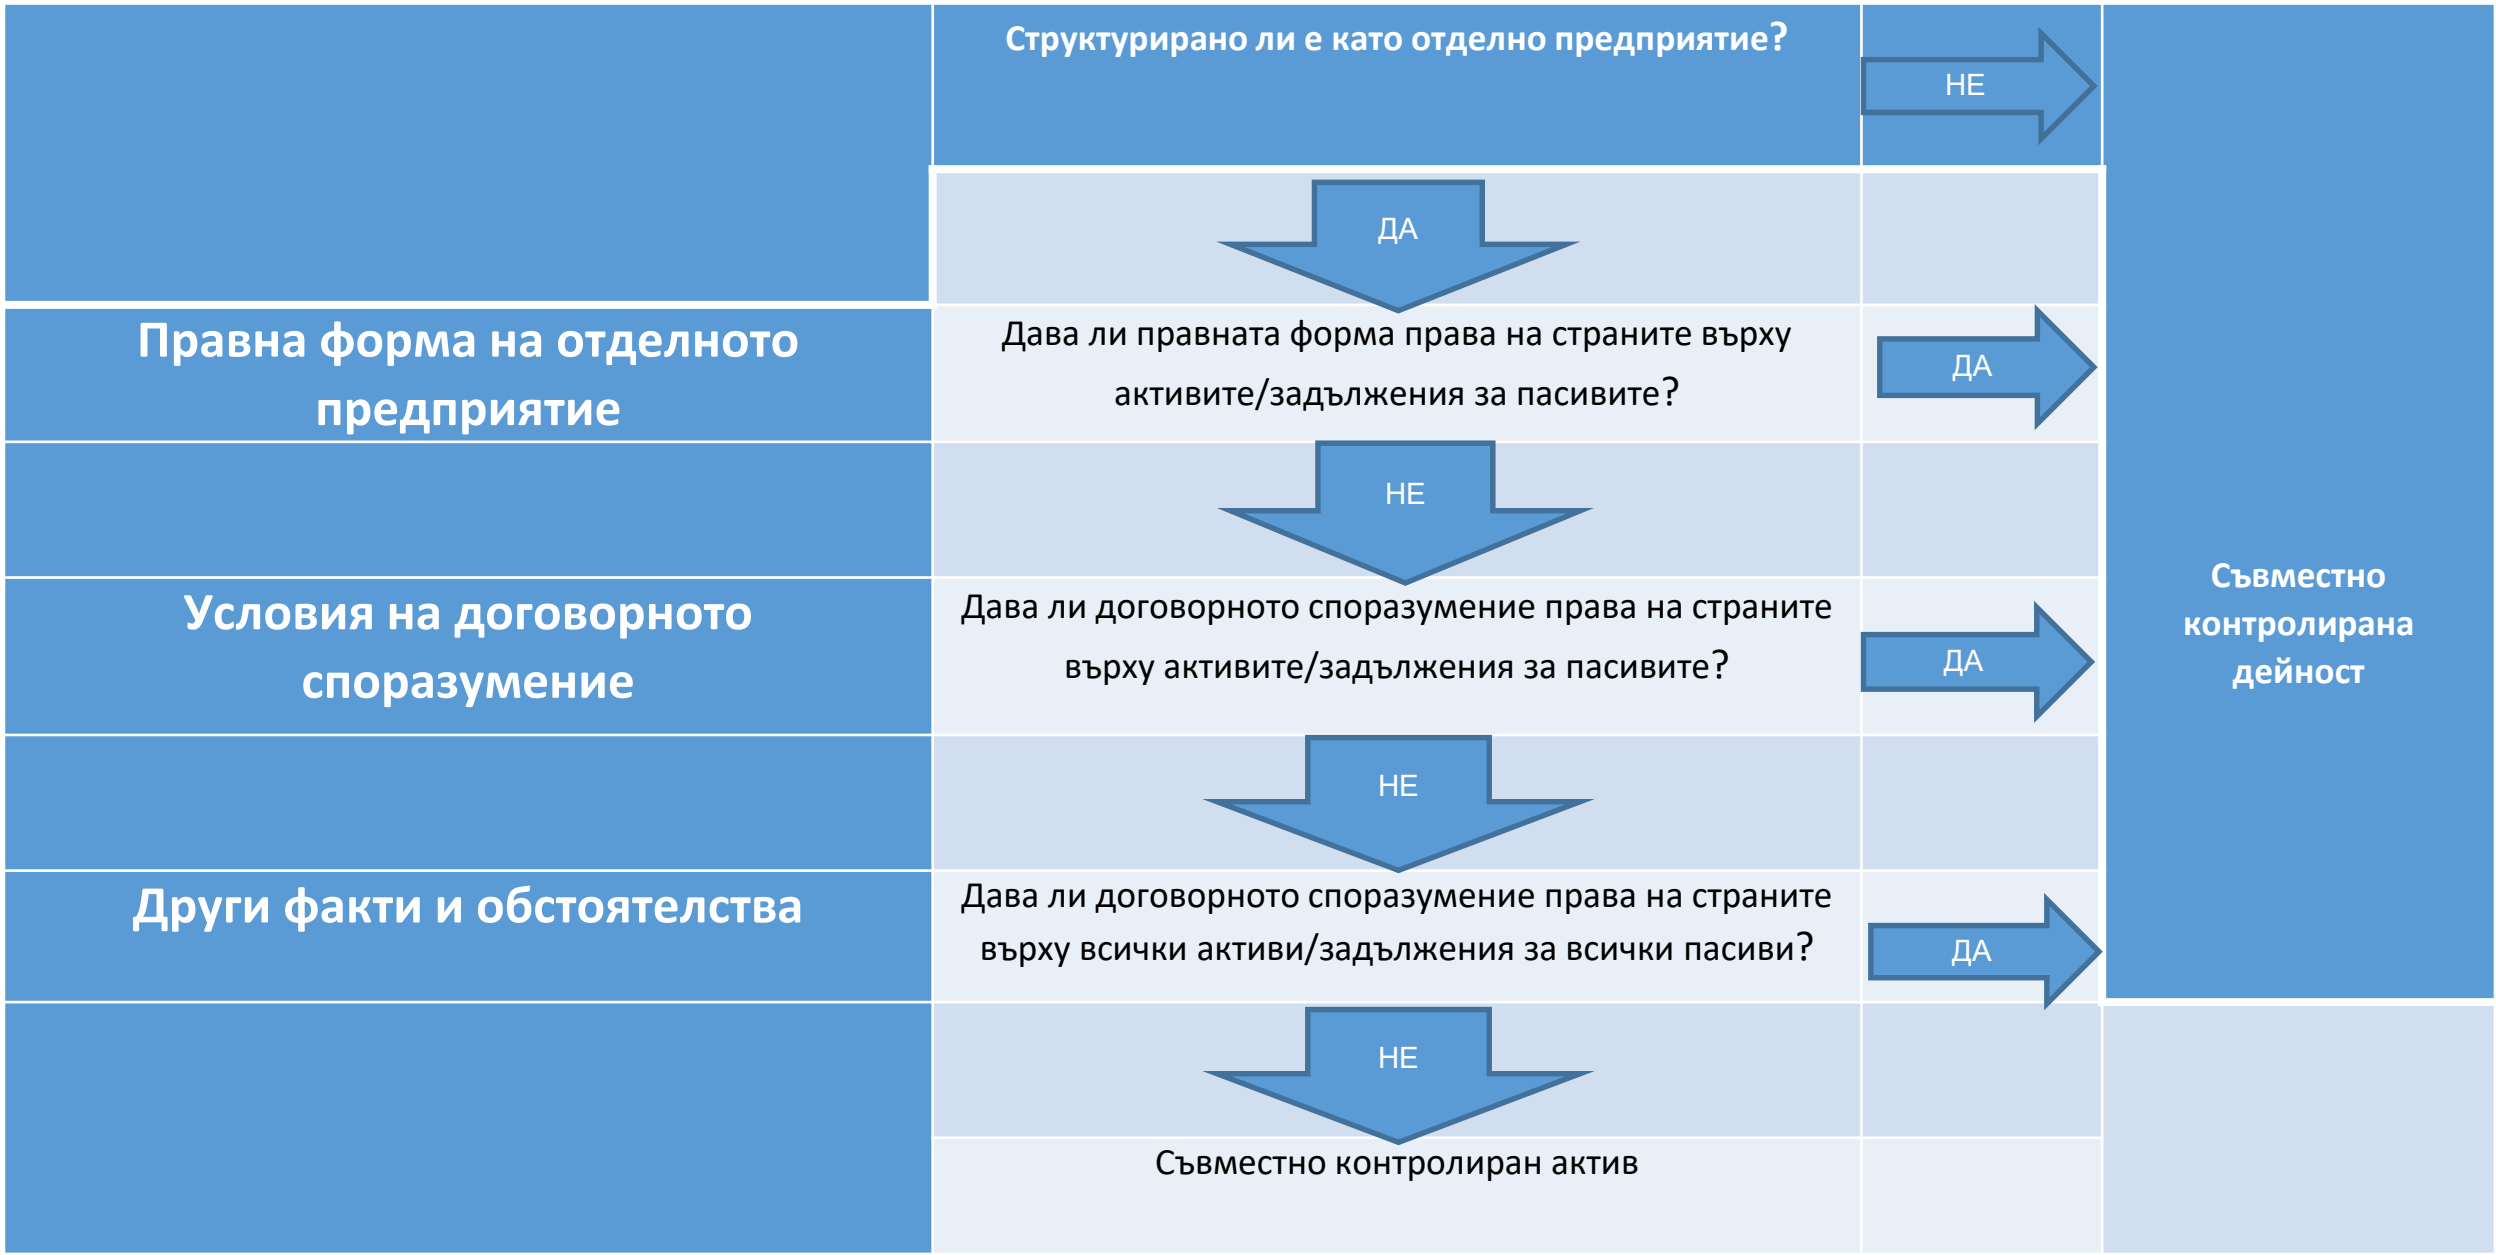 Структурирано ли е като отделно предприятие?
НЕ
ДА
Правна форма на отделното
предприятие
Дава ли правната форма права на страните върху
активите/задължения за пасивите?
ДА
НЕ
Условия на договорното
споразумение
Дава ли договорното споразумение права на страните
върху активите/задължения за пасивите?
ДА
Съвместно
контролирана
дейност
НЕ
Други факти и обстоятелства
Дава ли договорното споразумение права на страните
върху всички активи/задължения за всички пасиви?
ДА
НЕ
Съвместно контролиран актив